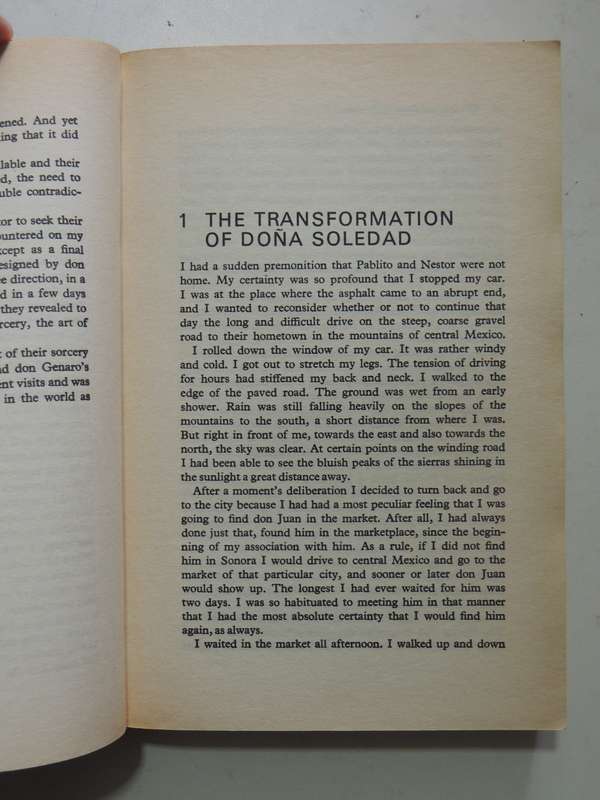 ened. And yet
ing that it did
lable and their
d, the need to
uble contradic-
or to seek their
ountered on my
xcept as a final
esigned by don
e direction, in a
d in a few days
they revealed to
rcery, the art of
t of their sorcery
nd don Genaro's
ent visits and was
in the world as
1 THE TRANSFORMATION
OF DOÑA SOLEDAD
I had a sudden premonition that Pablito and Nestor were not
home. My certainty was so profound that I stopped my car.
I was at the place where the asphalt came to an abrupt end,
and I wanted to reconsider whether or not to continue that
day the long and difficult drive on the steep, coarse gravel
road to their hometown in the mountains of central Mexico.
I rolled down the window of my car. It was rather windy
and cold. I got out to stretch my legs. The tension of driving
for hours had stiffened my back and neck. I walked to the
edge of the paved road. The ground was wet from an early
shower. Rain was still falling heavily on the slopes of the
mountains to the south, a short distance from where I was.
But right in front of me, towards the east and also towards the
north, the sky was clear. At certain points on the winding road
I had been able to see the bluish peaks of the sierras shining in
the sunlight a great distance away.
After a moment's deliberation I decided to turn back and go
to the city because I had had a most peculiar feeling that I was
going to find don Juan in the market. After all, I had always
done just that, found him in the marketplace, since the begin-
ning of my association with him. As a rule, if I did not find
him in Sonora I would drive to central Mexico and go to the
market of that particular city, and sooner or later don Juan
would show up. The longest I had ever waited for him was
two days. I was so habituated to meeting him in that manner
that I had the most absolute certainty that I would find him
again, as always.
I waited in the market all afternoon. I walked up and down